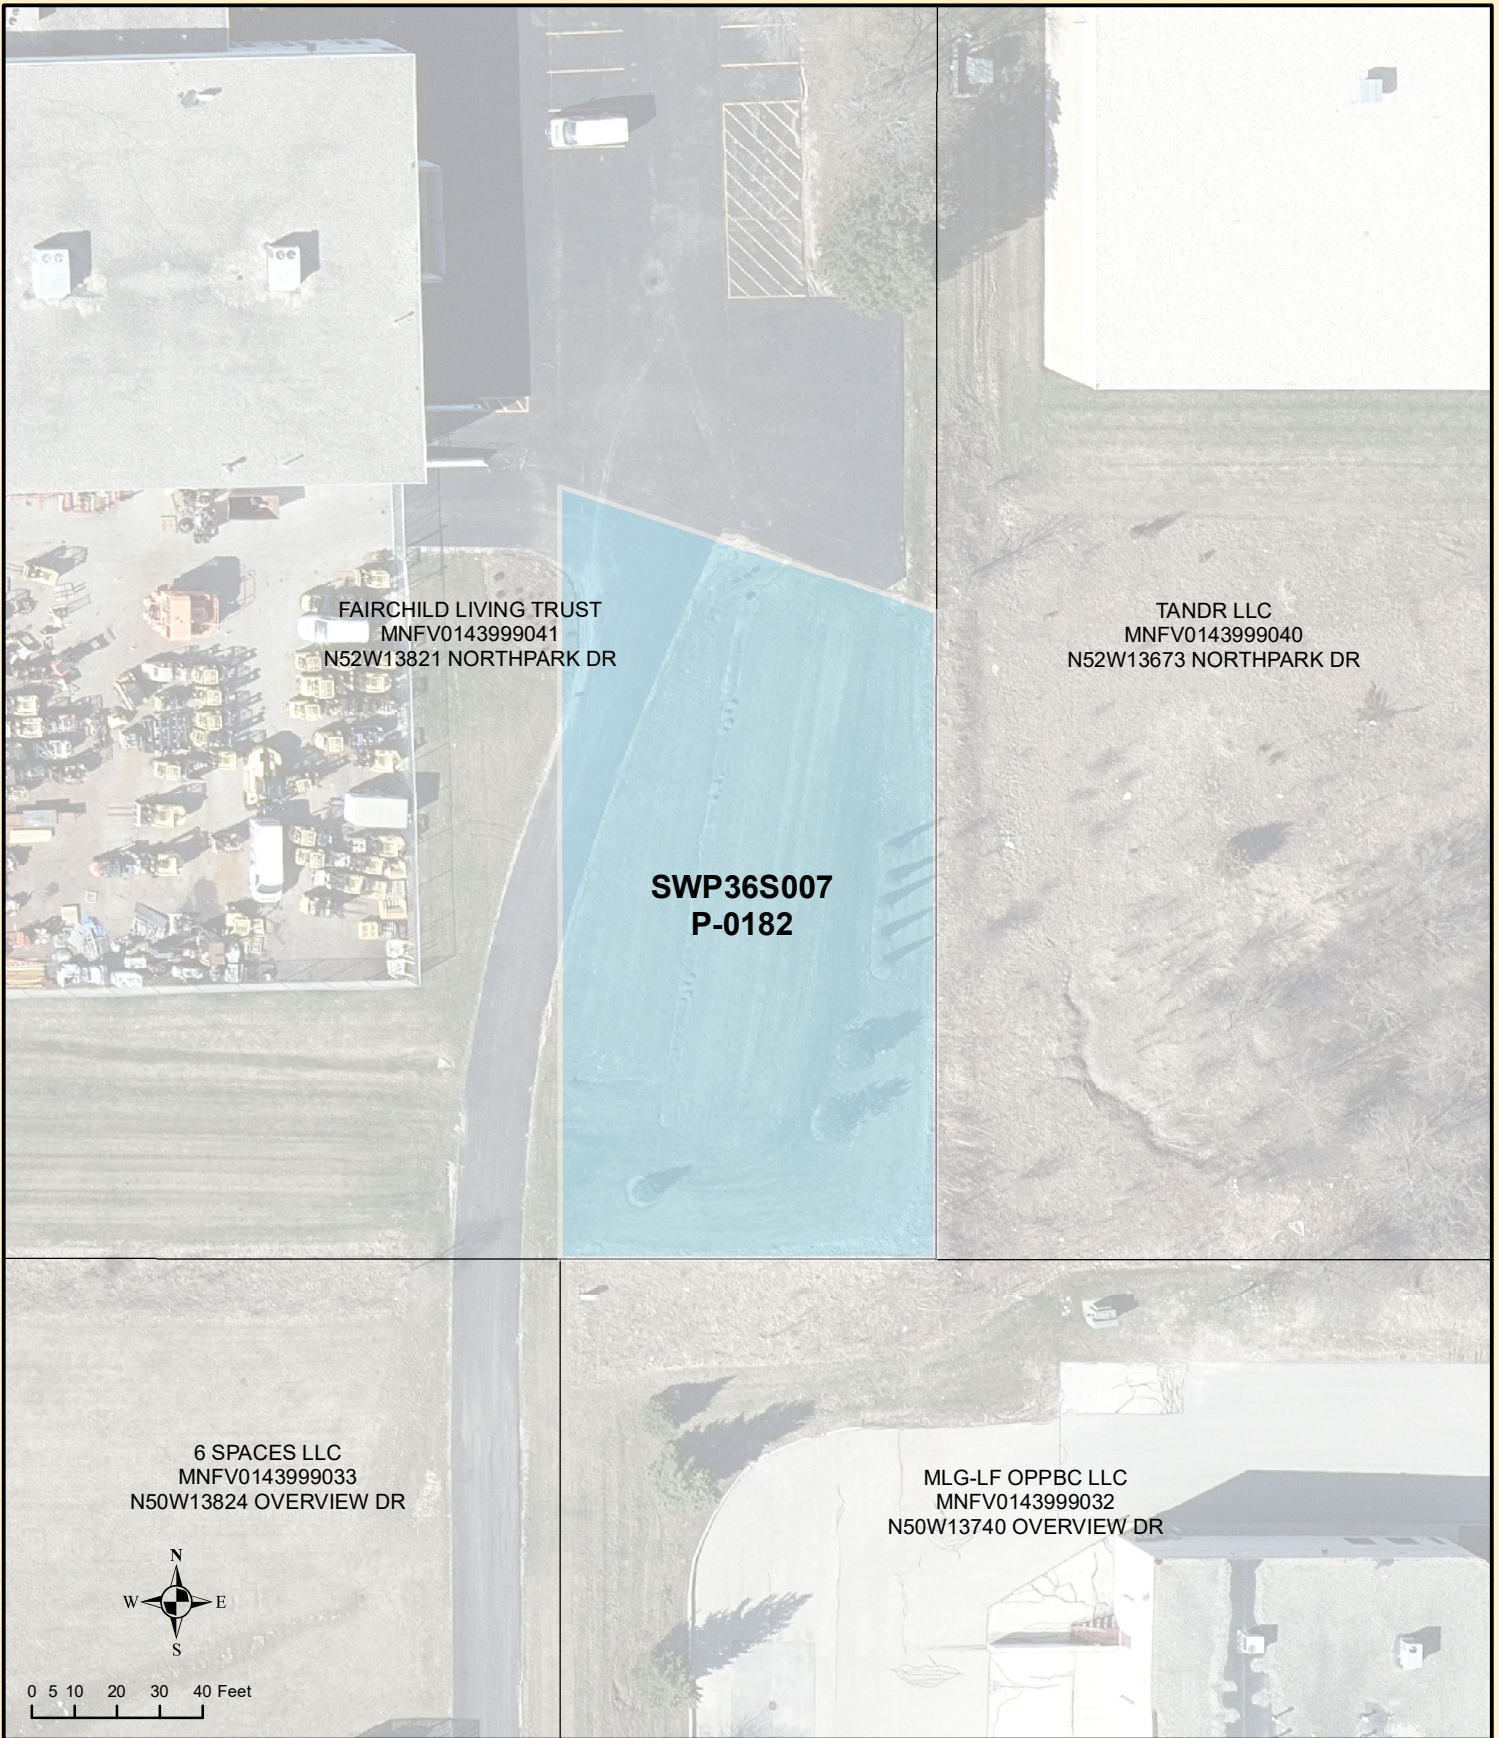 FAIRCHILD LIVING TRUST
MNFV0143999041
N52W13821 NORTHPARK DR
TANDR LLC
MNFV0143999040
N52W13673 NORTHPARK DR
SWP36S007
P-0182
6 SPACES LLC
MNFV0143999033
N50W13824 OVERVIEW DR
MLG-LF OPPBC LLC
MNFV0143999032
N50W13740 OVERVIEW DR
N
W E
S
0 5 10 20 30 40 Feet